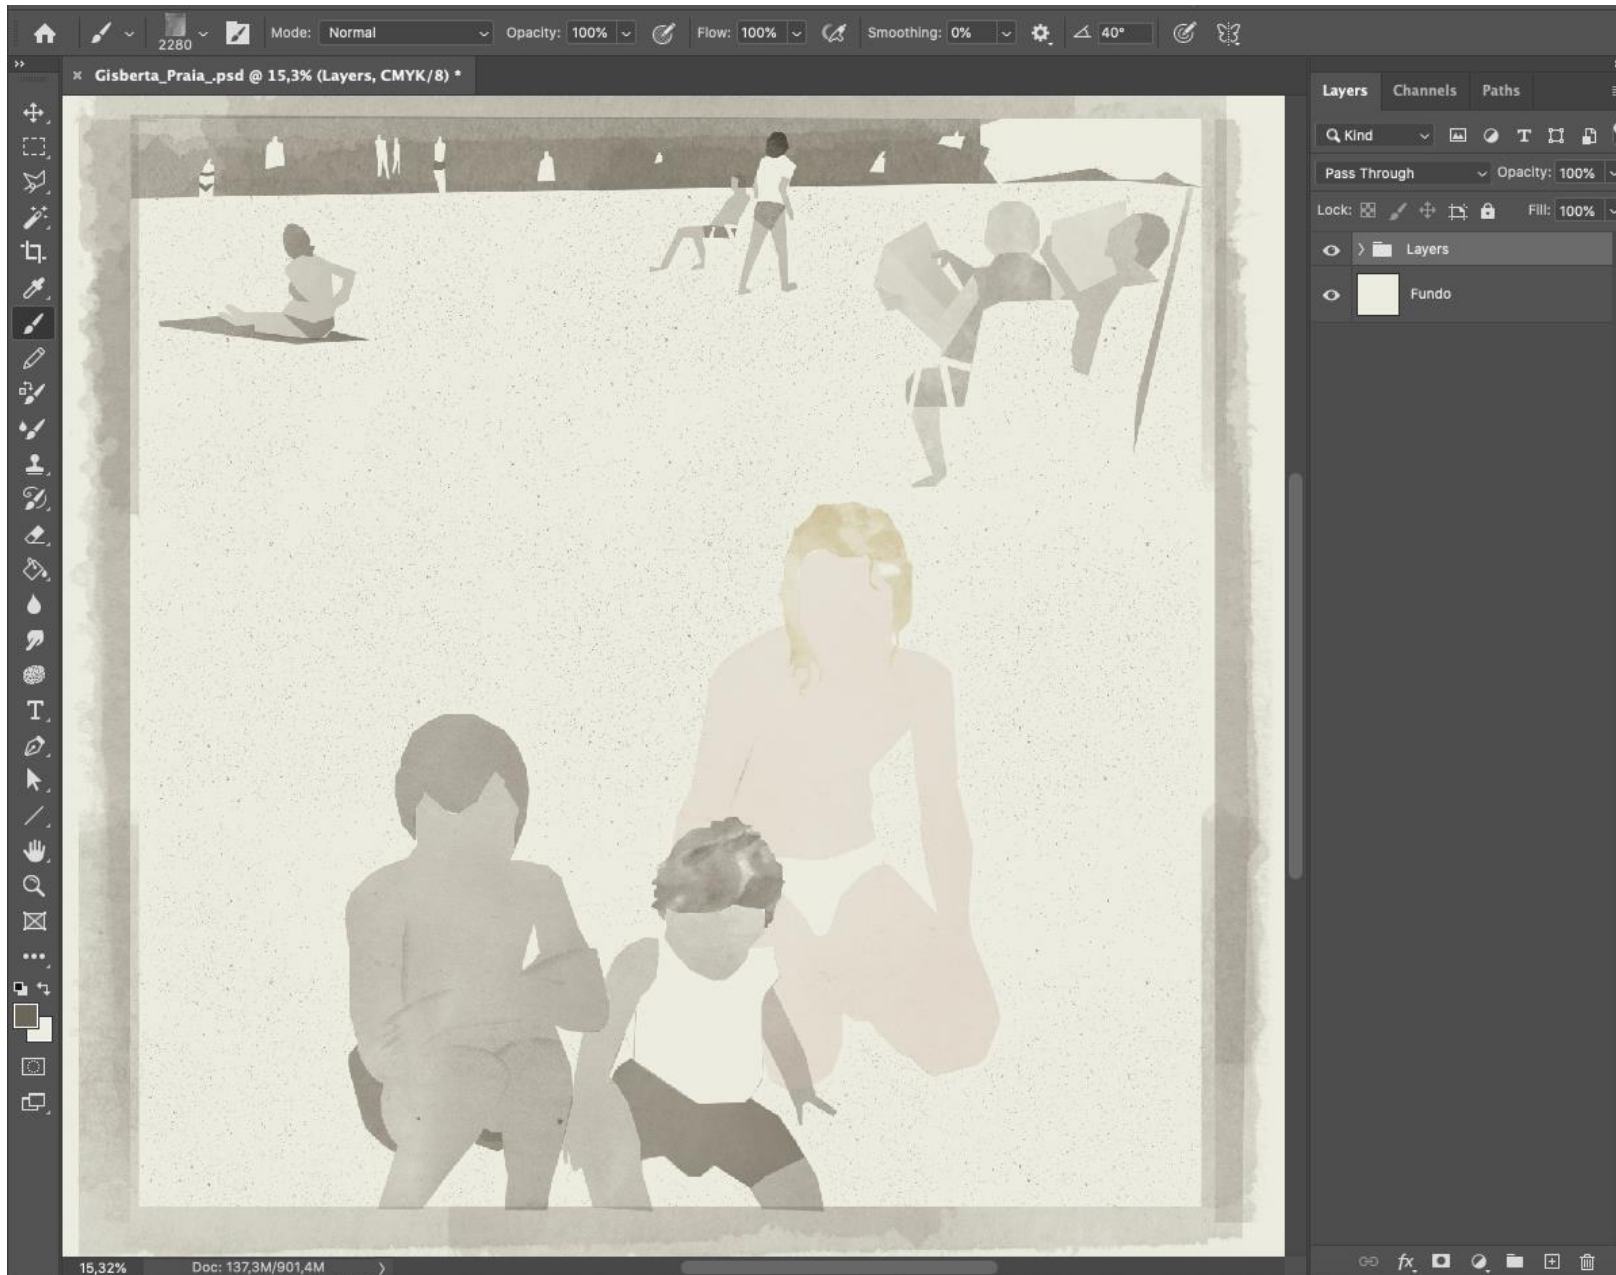 2280
Mode: Normal
Opacity: 100%
Flow: 100%
Smoothing: 0%
40°
× Gisberta_Praia_.psd @ 15,3% (Layers, CMYK/8) *
Layers Channels Paths
Kind
Pass Through
Opacity: 100%
Lock:
Fill: 100%
Layers
Fundo
15,32%
Doc: 137,3M/901,4M